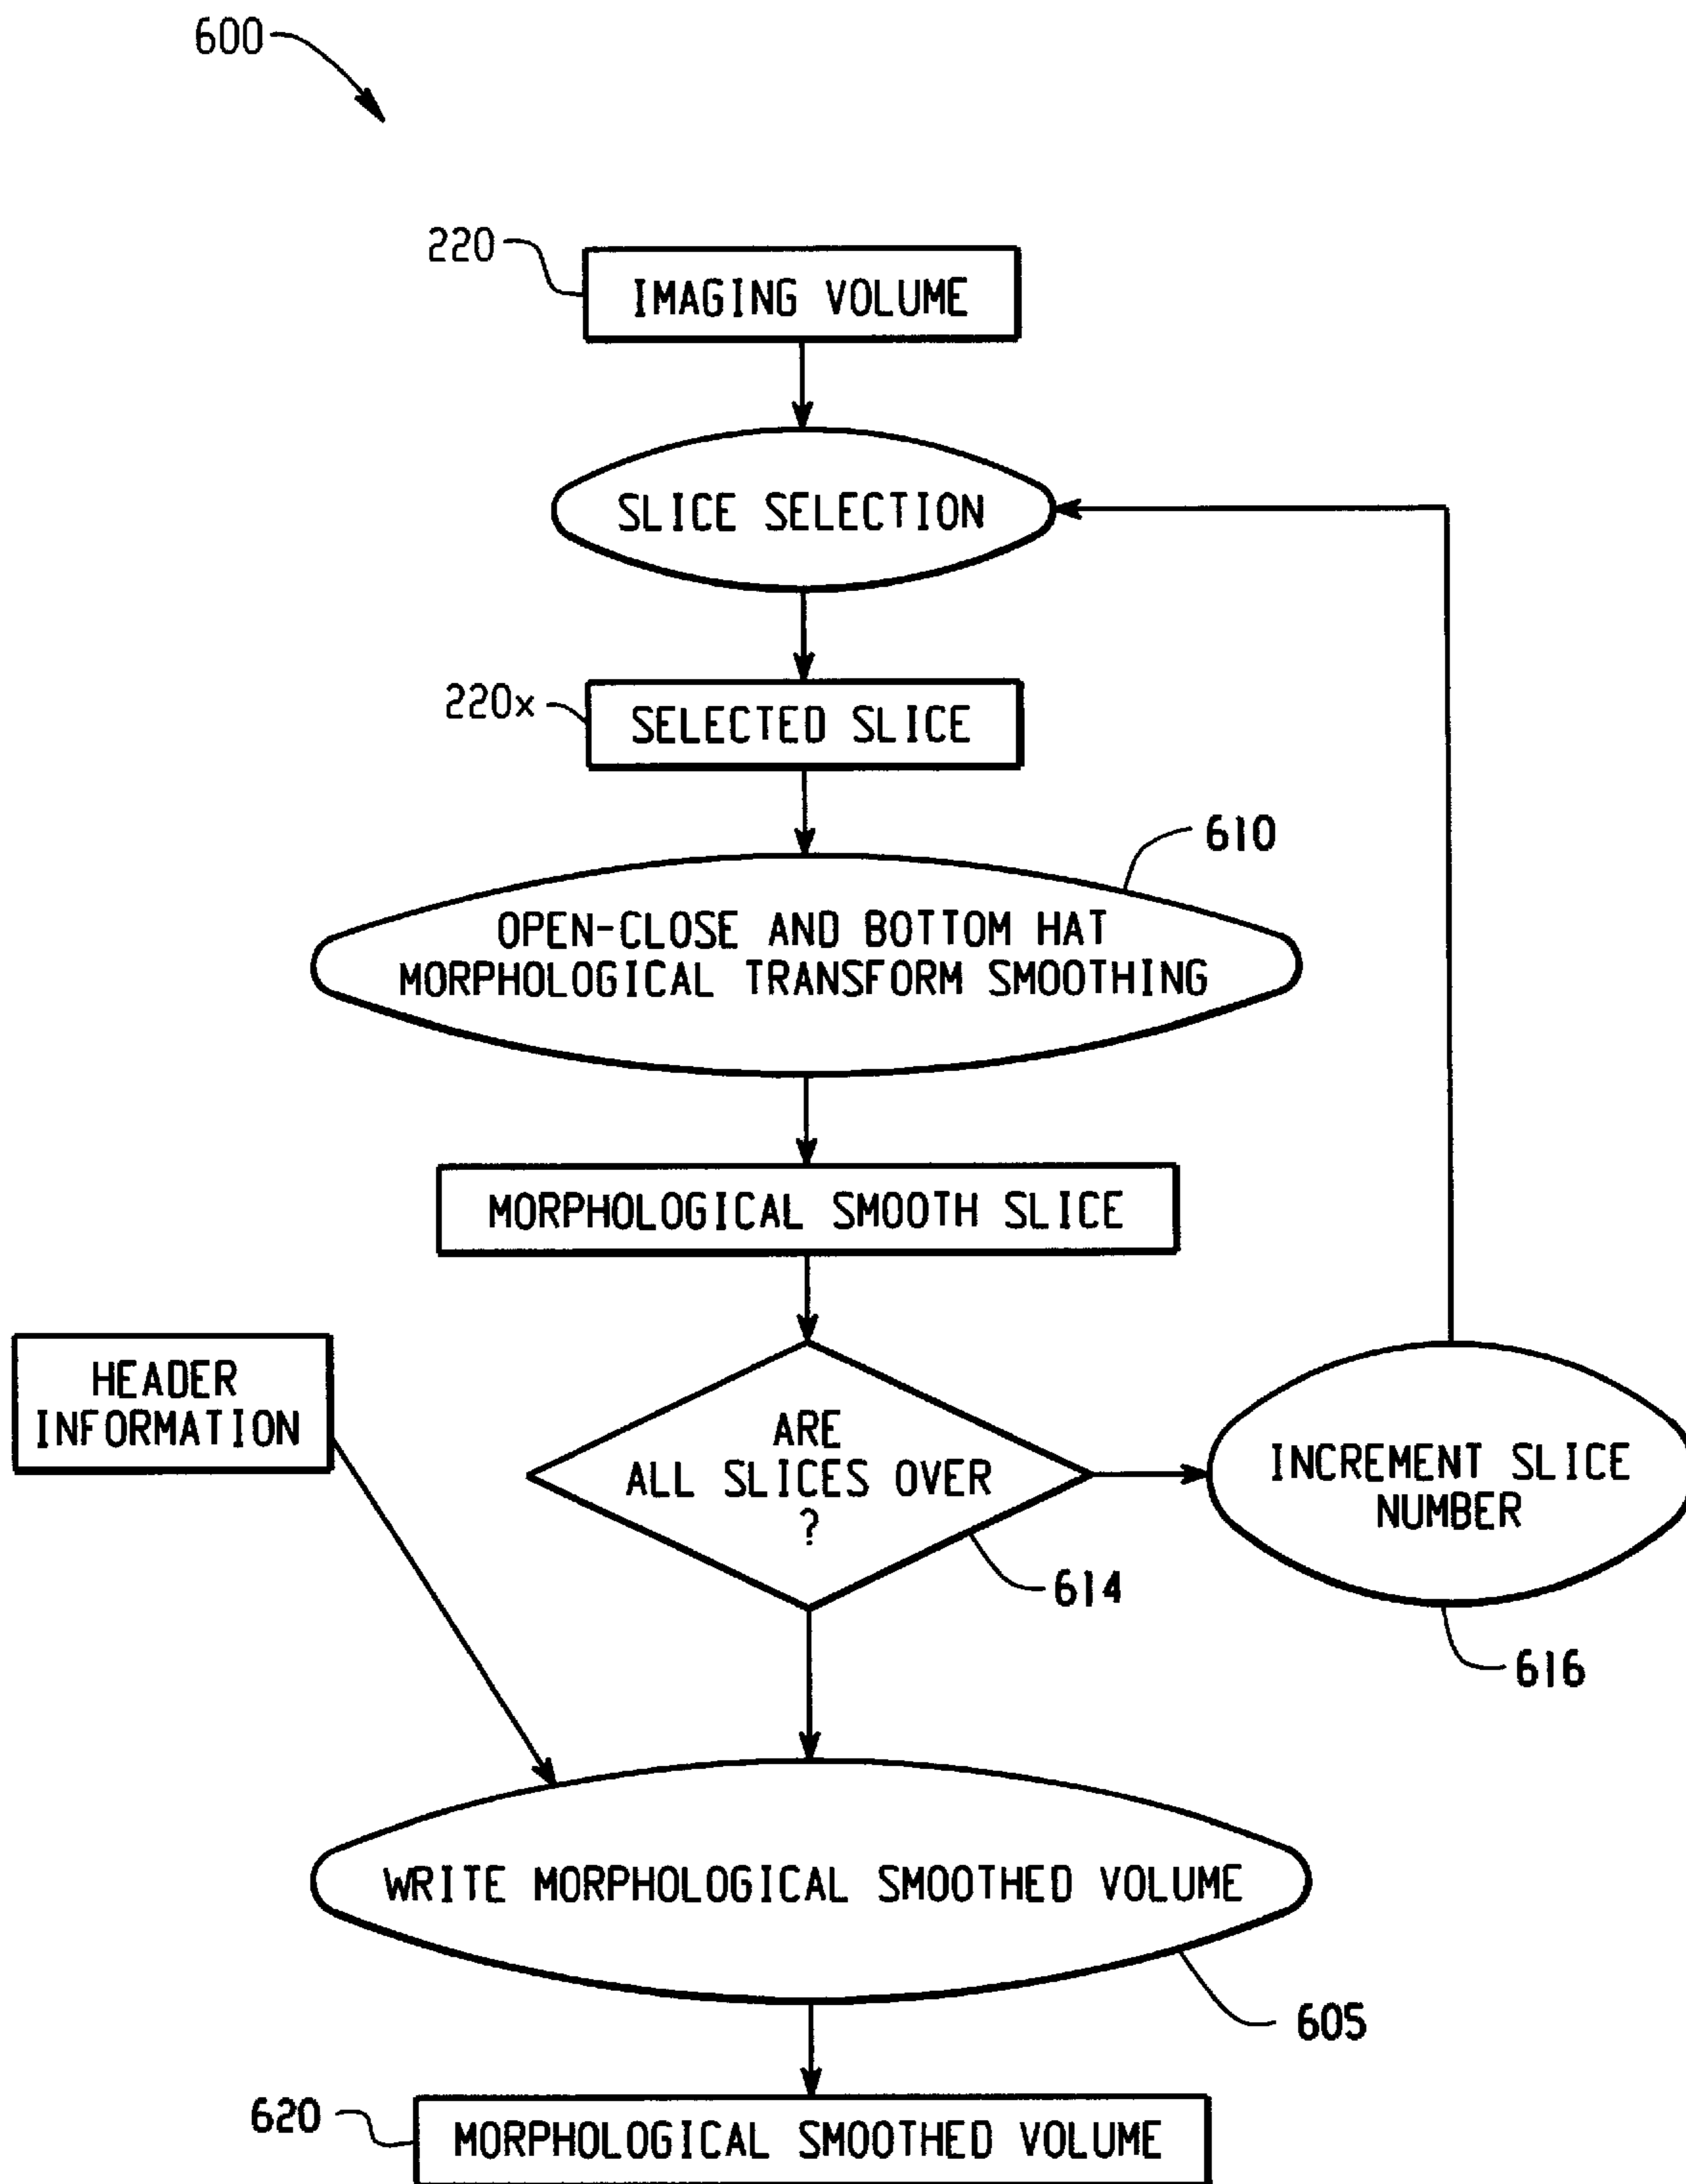 600
220
IMAGING VOLUME
SLICE SELECTION
220x
SELECTED SLICE
610
OPEN-CLOSE AND BOTTOM HAT
MORPHOLOGICAL TRANSFORM SMOOTHING
MORPHOLOGICAL SMOOTH SLICE
HEADER
INFORMATION
ARE
ALL SLICES OVER
?
614
INCREMENT SLICE
NUMBER
616
WRITE MORPHOLOGICAL SMOOTHED VOLUME
605
620
MORPHOLOGICAL SMOOTHED VOLUME